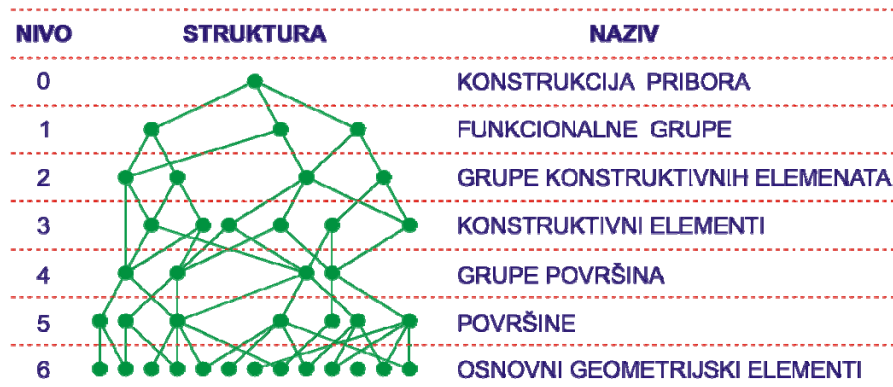 NIVO STRUKTURA NAZIV
0 KONSTRUKCIJA PRIBORA
1 FUNKCIONALNE GRUPE
2 GRUPE KONSTRUKTIVNIH ELEMENATA
3 KONSTRUKTIVNI ELEMENTI
4 GRUPE POVRŠINA
5 POVRŠINE
6 OSNOVNI GEOMETRIJSKI ELEMENTI